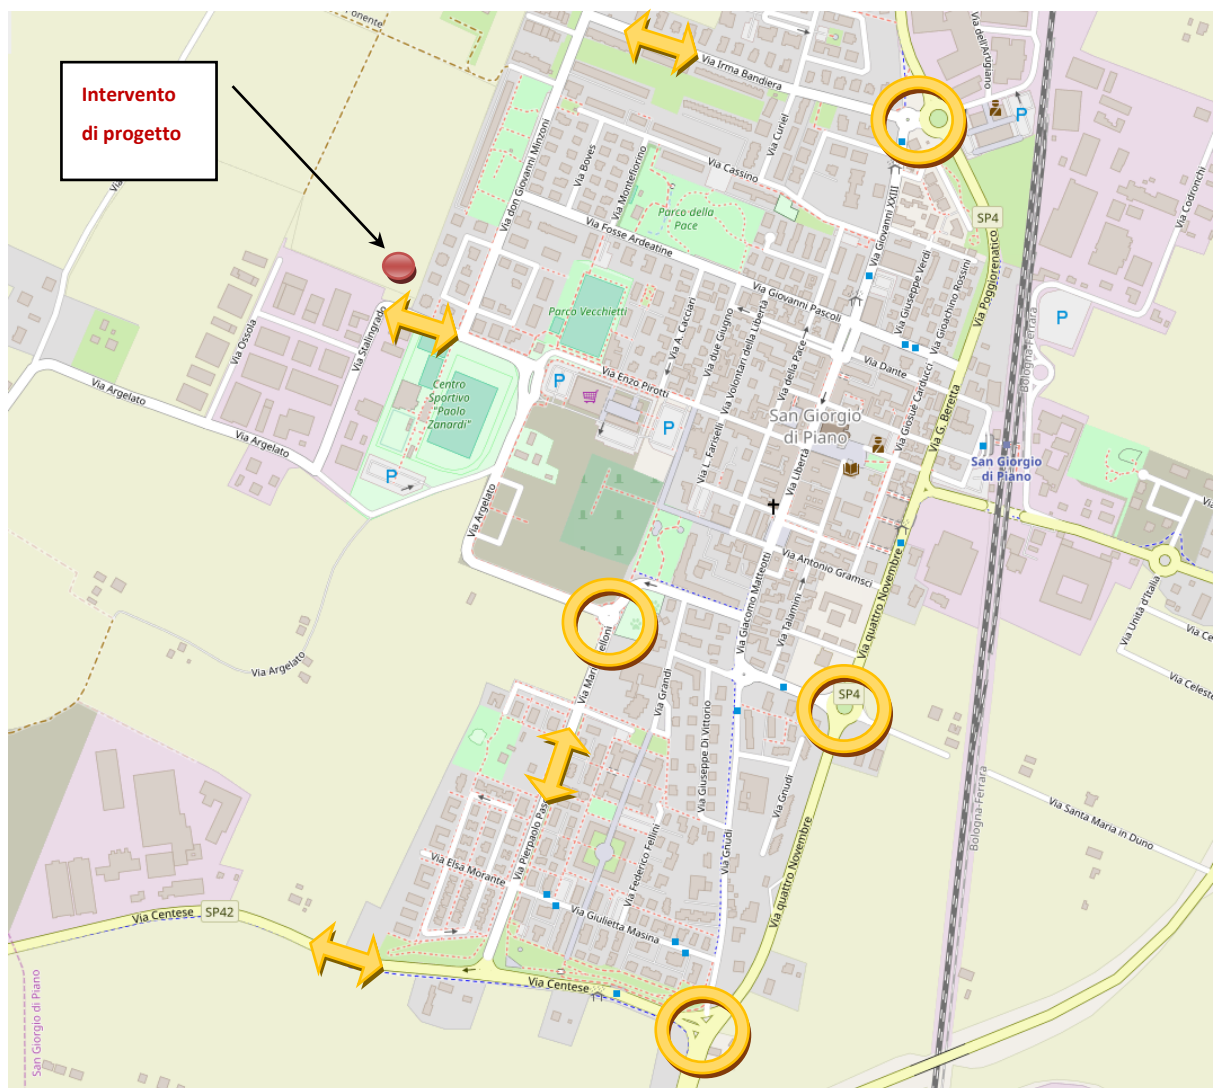 Ponente
Via dell'Artigiano
Via Irma Bandiera
Intervento
di progetto
P
Via Curiel
Via don Giovanni Minzoni
Via Boves
Via Montefiorino
Via Cassino
Via Codronchi
Parco della
Pace
Via Giovanni XXIII
SP4
Via Fosse Ardeatine
Via Poggiorenatico
Via Giuseppe Verdi
Via Gioachino Rossini
Via Giovanni Pascoli
Parco Vecchietti
Via A. Cacciari
Via due Giugno
Via Volontari della Libertà
Via della Pace
P
Bologna-Ferrara
Via Ossola
Via Stalingrado
Via Dante
Via Enzo Pirotti
P
Via Argelato
Centro
Sportivo
"Paolo
Zanardi"
Via Giosuè Carducci
Via G. Beretta
San Giorgio
di Piano
P
Via Argelato
Via L. Fariselli
Via Libertà
San Giorgio
di Piano
P
Via Argelato
Via Antonio Gramsci
Via Giacomo Matteotti
Via Talamini
Via quattro Novembre
Via Unità d'Italia
Via Argelato
Via Grandi
SP4
Via Giuseppe Di Vittorio
Via Gnudi
Via Gnudi
Via quattro Novembre
Bologna-Ferrara
Via Santa Maria in Duno
Via Elsa Morante
Via Federico Fellini
Via Giulietta Masina
Via Centese
SP42
Via Centese
San Giorgio di Piano